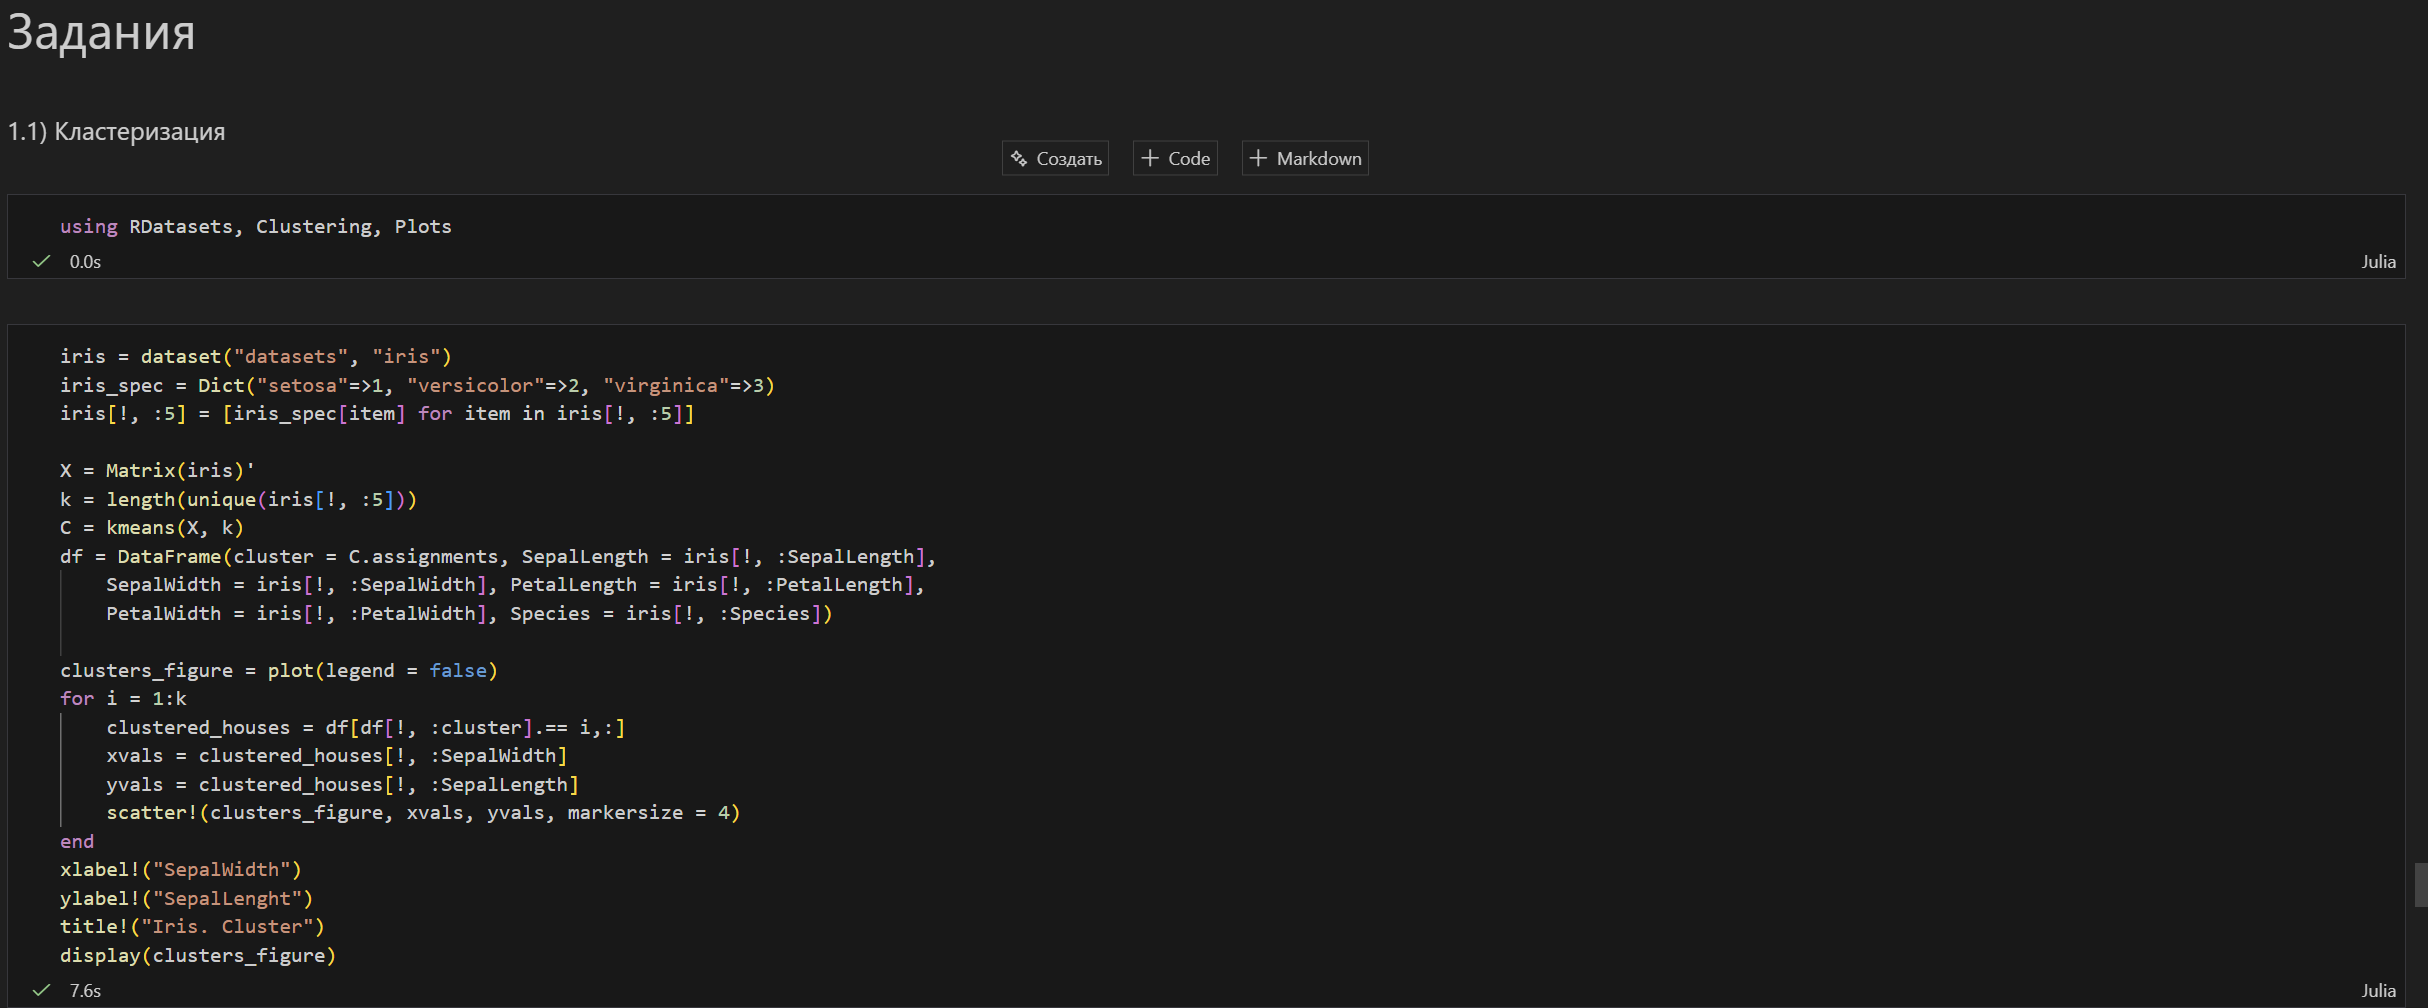 Задания
1.1) Кластеризация
Создать Code Markdown
using RDatasets, Clustering, Plots
0.0s
Julia
iris = dataset("datasets", "iris")
iris_spec = Dict("setosa"=>1, "versicolor"=>2, "virginica"=>3)
iris[!, :5] = [iris_spec[item] for item in iris[!, :5]]
X = Matrix(iris)'
k = length(unique(iris[!, :5]))
C = kmeans(X, k)
df = DataFrame(cluster = C.assignments, SepalLength = iris[!, :SepalLength],
    SepalWidth = iris[!, :SepalWidth], PetalLength = iris[!, :PetalLength],
    PetalWidth = iris[!, :PetalWidth], Species = iris[!, :Species])
clusters_figure = plot(legend = false)
for i = 1:k
    clustered_houses = df[df[!, :cluster].== i,:]
    xvals = clustered_houses[!, :SepalWidth]
    yvals = clustered_houses[!, :SepalLength]
    scatter!(clusters_figure, xvals, yvals, markersize = 4)
end
xlabel!("SepalWidth")
ylabel!("SepalLenght")
title!("Iris. Cluster")
display(clusters_figure)
7.6s
Julia